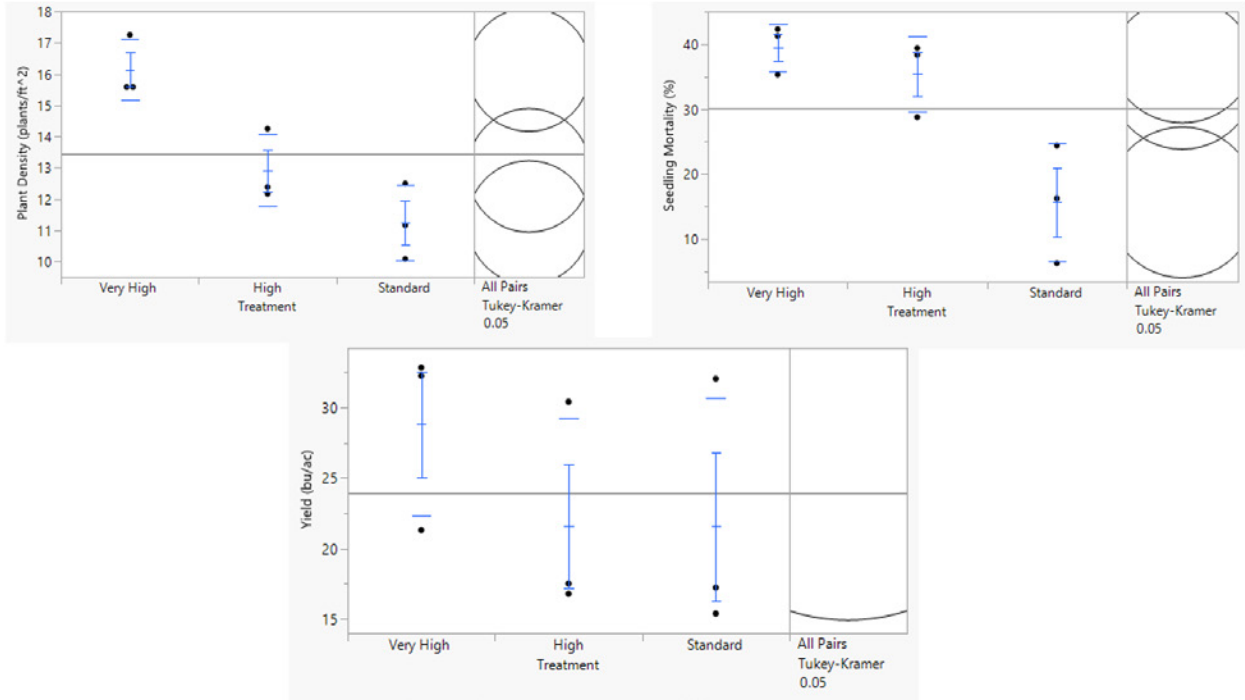 Plant Density (plants/ft^2)
18
17
16
15
14
13
12
11
10
Very High
High
Standard
Treatment
All Pairs
Tukey-Kramer
0.05
Seedling Mortality (%)
40
30
20
10
Very High
High
Standard
Treatment
All Pairs
Tukey-Kramer
0.05
Yield (bu/ac)
30
25
20
15
Very High
High
Standard
Treatment
All Pairs
Tukey-Kramer
0.05